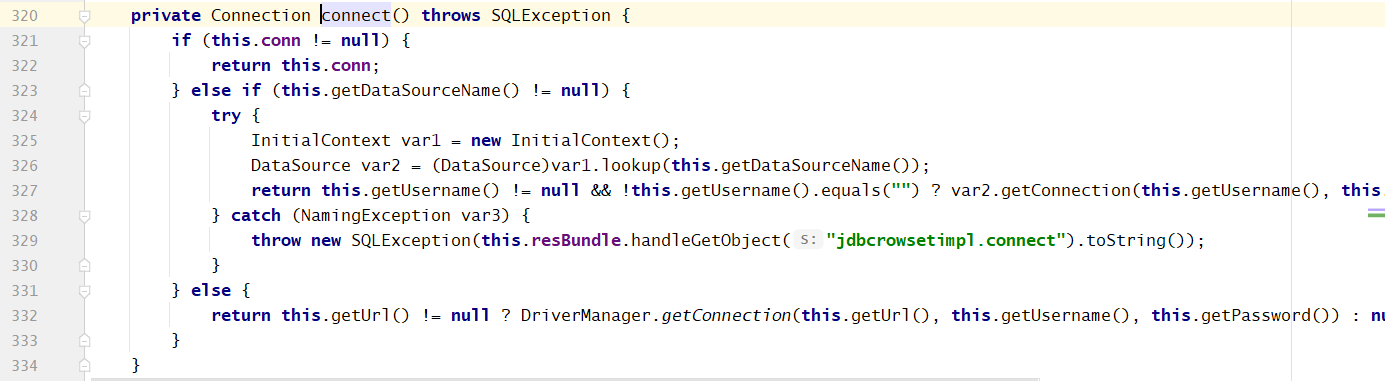 320 private Connection connect() throws SQLException {
321 if (this.conn != null) {
322 return this.conn;
323 } else if (this.getDataSourceName() != null) {
324 try {
325 InitialContext var1 = new InitialContext();
326 DataSource var2 = (DataSource)var1.lookup(this.getDataSourceName());
327 return this.getUsername() != null && !this.getUsername().equals("") ? var2.getConnection(this.getUsername(), this.
328 } catch (NamingException var3) {
329 throw new SQLException(this.resBundle.handleGetObject( s: "jdbcrowsetimpl.connect").toString());
330 }
331 } else {
332 return this.getUrl() != null ? DriverManager.getConnection(this.getUrl(), this.getUsername(), this.getPassword()) : nu
333 }
334 }